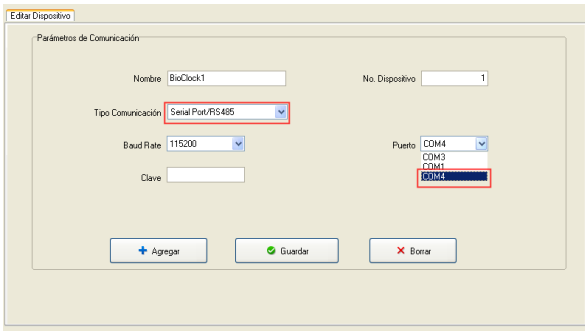 Editar Dispositivo
Parámetros de Comunicación
Nombre BioClock1 No. Dispositivo 1
Tipo Comunicación Serial Port/RS485
Baud Rate 115200 Puerto COM4
COM3
COM1
Clave COM4
Agregar Guardar Borrar